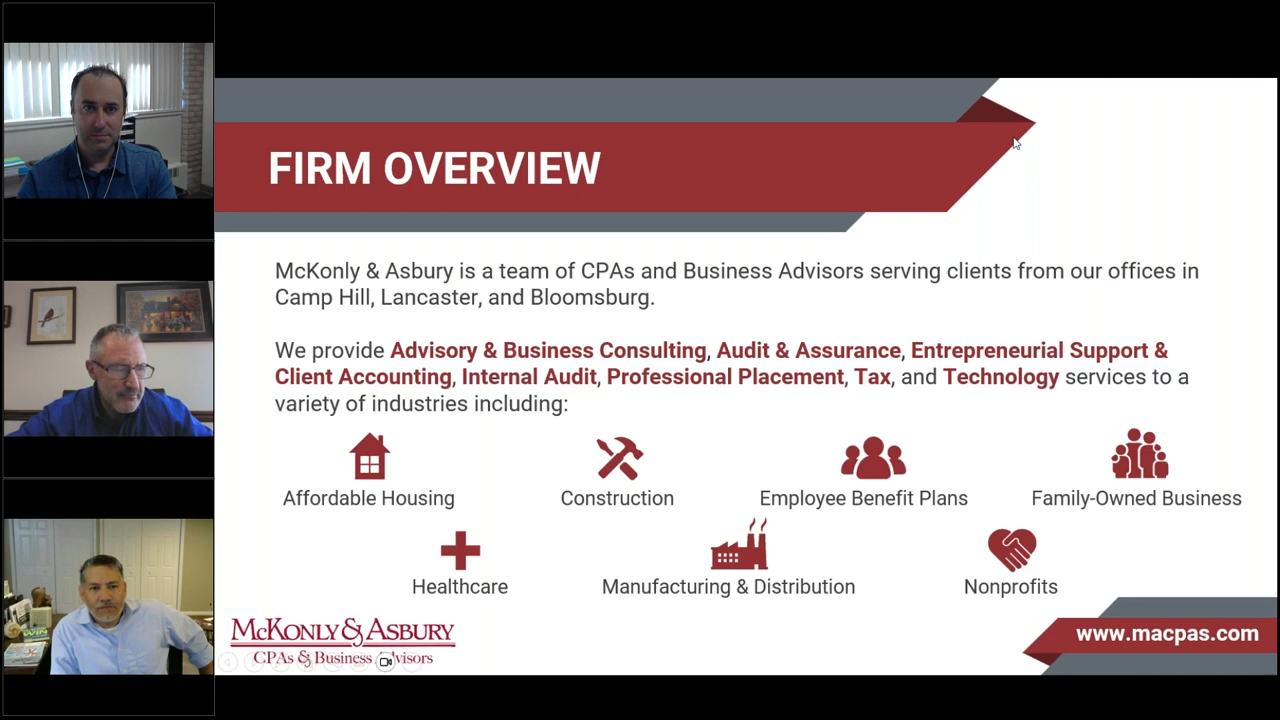 FIRM OVERVIEW
McKonly & Asbury is a team of CPAs and Business Advisors serving clients from our offices in
Camp Hill, Lancaster, and Bloomsburg.
We provide Advisory & Business Consulting, Audit & Assurance, Entrepreneurial Support &
Client Accounting, Internal Audit, Professional Placement, Tax, and Technology services to a
variety of industries including:
Affordable Housing
Construction
Employee Benefit Plans
Family-Owned Business
Healthcare
Manufacturing & Distribution
Nonprofits
McKonly & Asbury
CPAs & Business Advisors
www.macpas.com
WIN